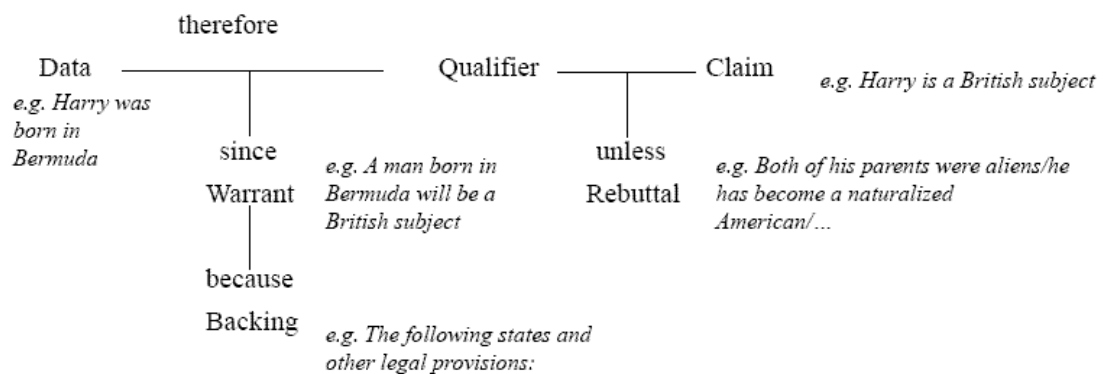 therefore
Data
Qualifier
Claim
e.g. Harry is a British subject
e.g. Harry was
born in
Bermuda
since
Warrant
e.g. A man born in
Bermuda will be a
British subject
unless
Rebuttal
e.g. Both of his parents were aliens/he
has become a naturalized
American/…
because
Backing
e.g. The following states and
other legal provisions: